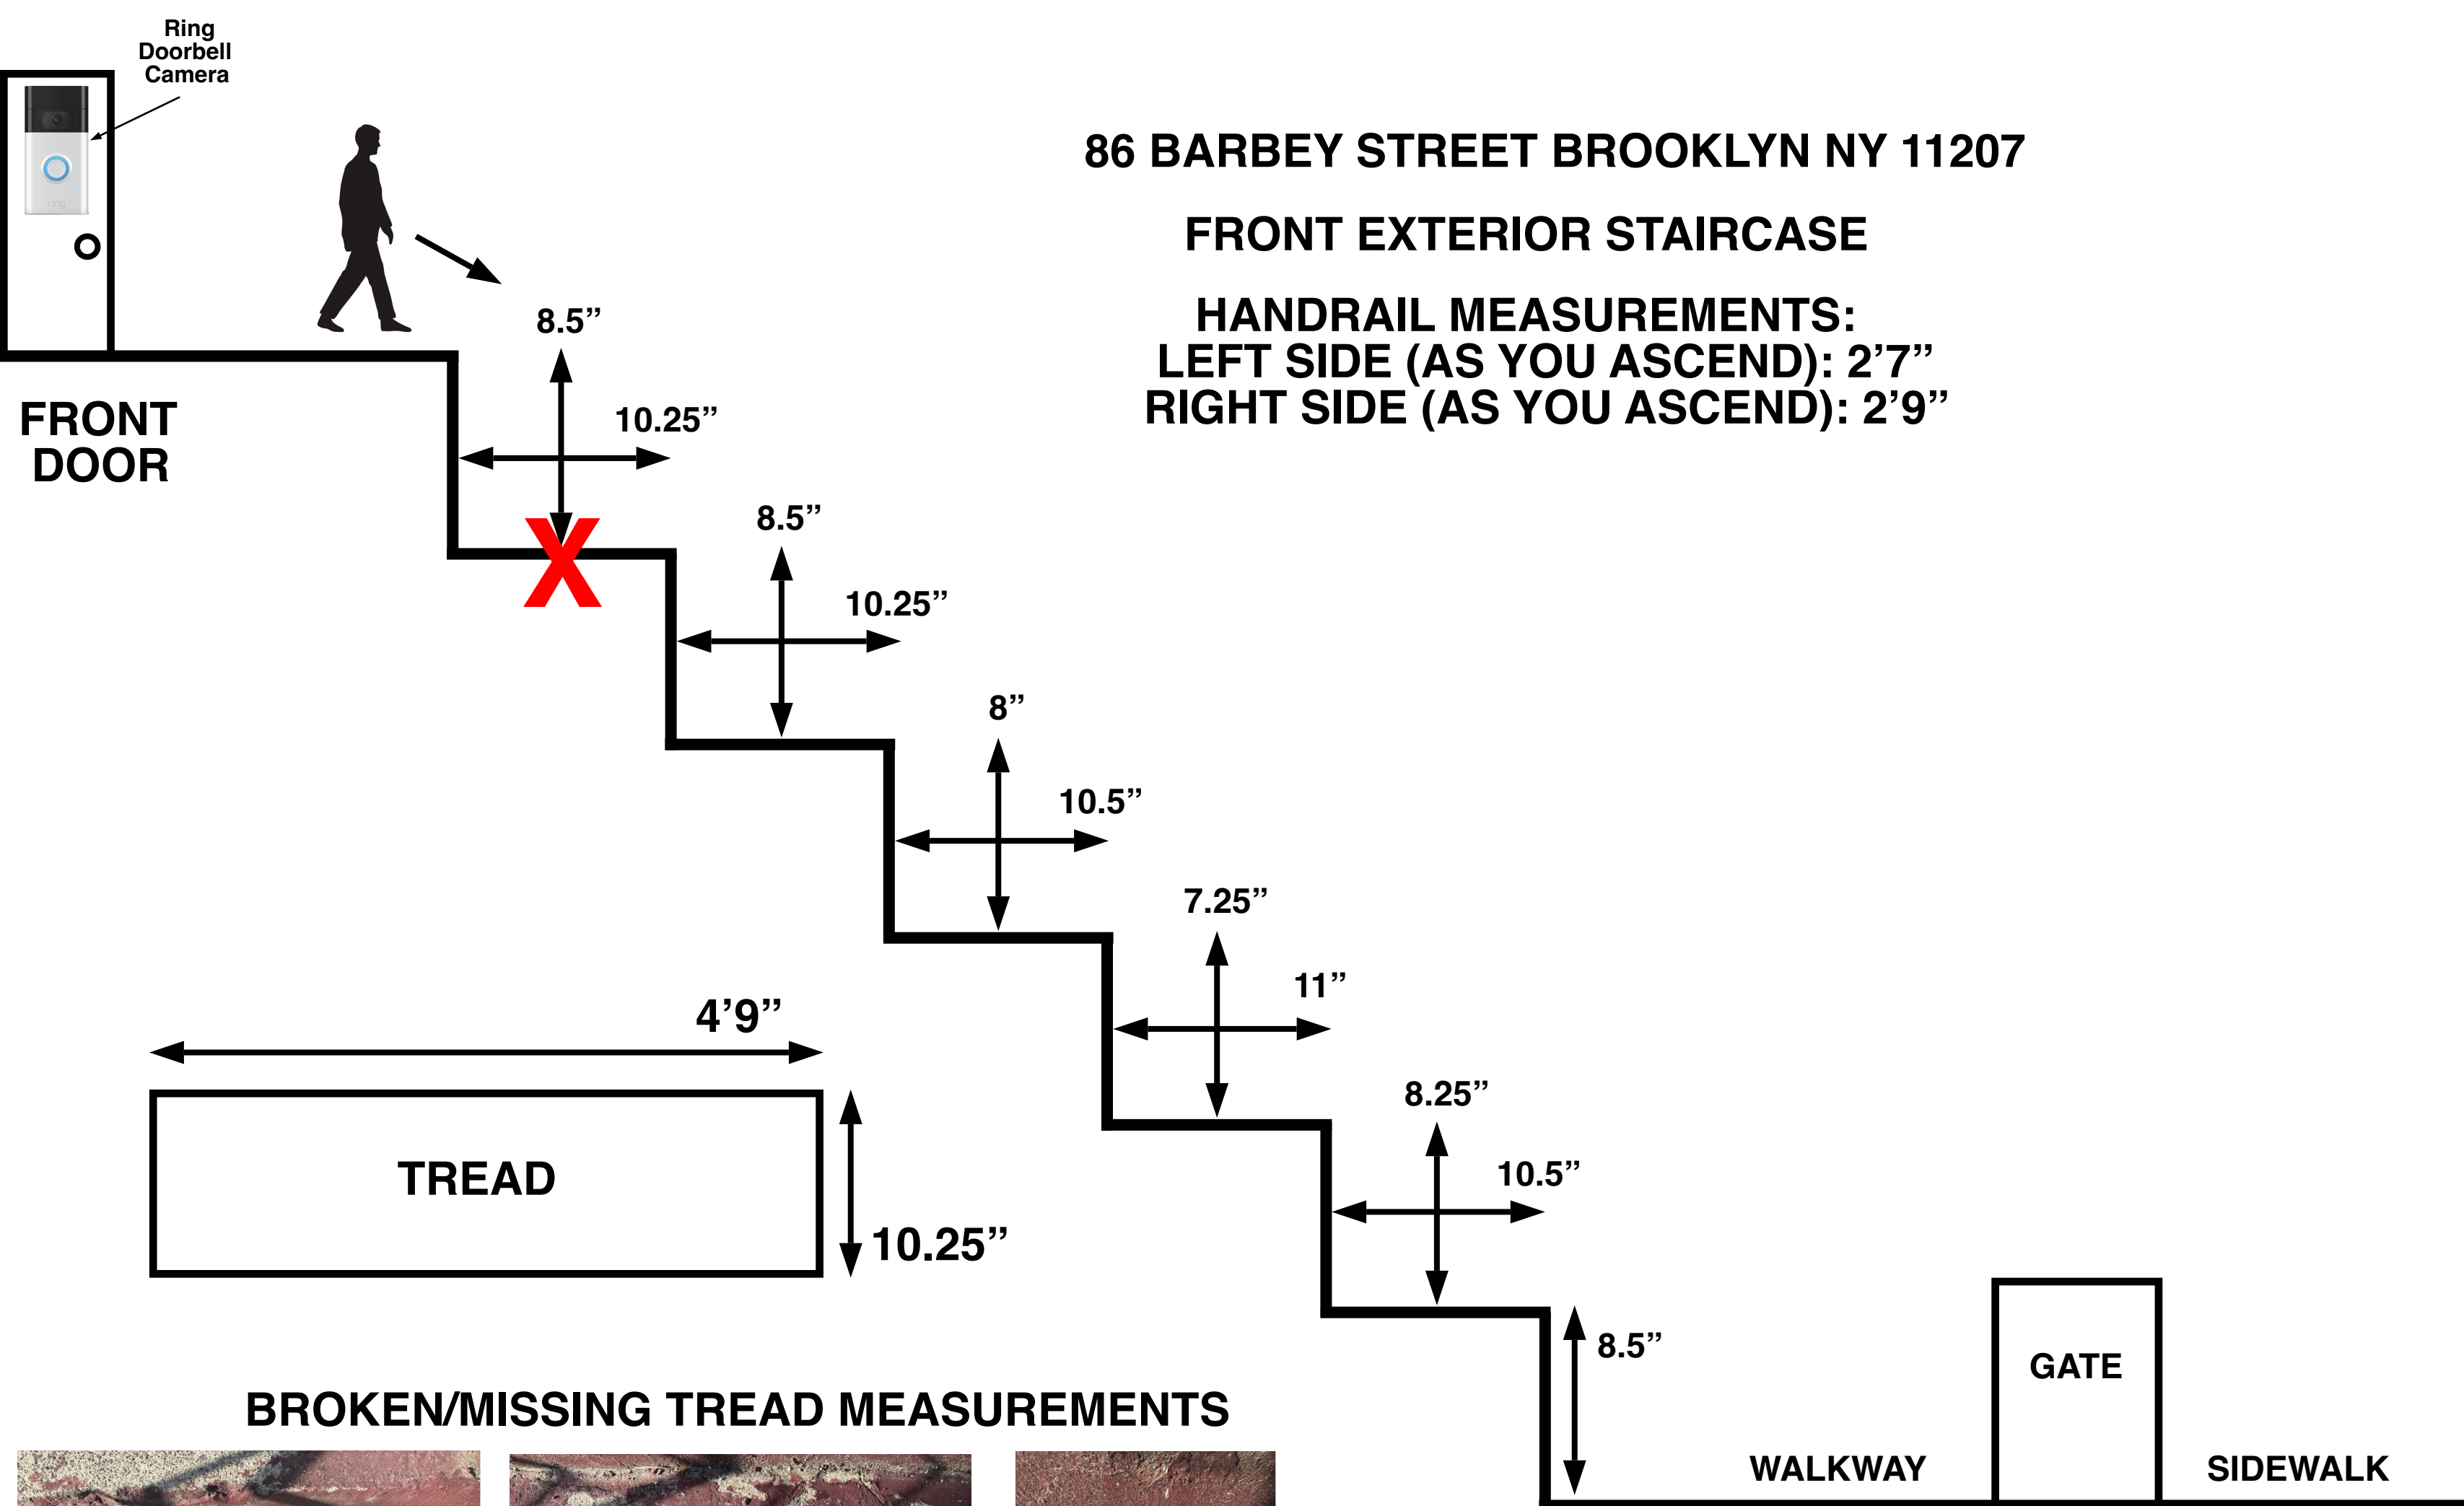 Ring
Doorbell
Camera
ring
86 BARBEY STREET BROOKLYN NY 11207
FRONT EXTERIOR STAIRCASE
HANDRAIL MEASUREMENTS:
LEFT SIDE (AS YOU ASCEND): 2’7”
RIGHT SIDE (AS YOU ASCEND): 2’9”
FRONT
DOOR
8.5”
10.25”
X
8.5”
10.25”
8”
10.5”
7.25”
11”
8.25”
10.5”
8.5”
4’9”
TREAD
10.25”
GATE
WALKWAY
SIDEWALK
BROKEN/MISSING TREAD MEASUREMENTS